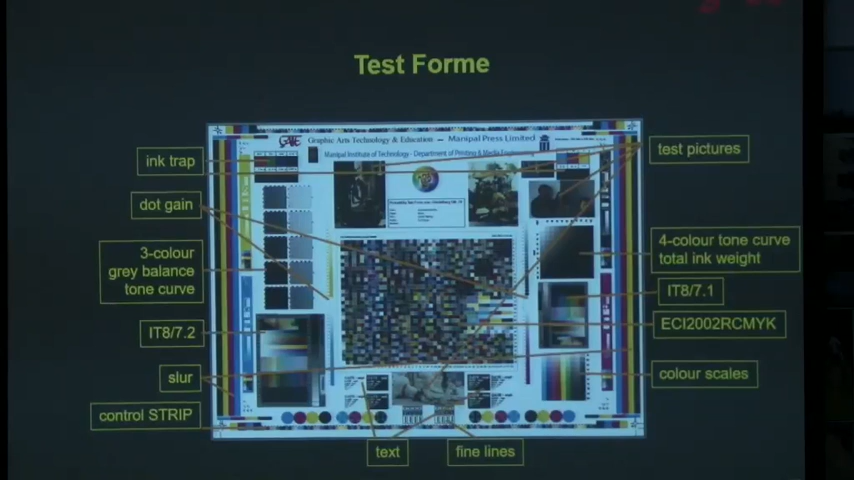 Test Forme
GATE Graphic Arts Technology & Education – Manipal Press Limited
Manipal Institute of Technology - Department of Printing & Media
ink trap
dot gain
3-colour
grey balance
tone curve
IT8/7.2
slur
control STRIP
text
fine lines
test pictures
4-colour tone curve
total ink weight
IT8/7.1
ECI2002RCMYK
colour scales